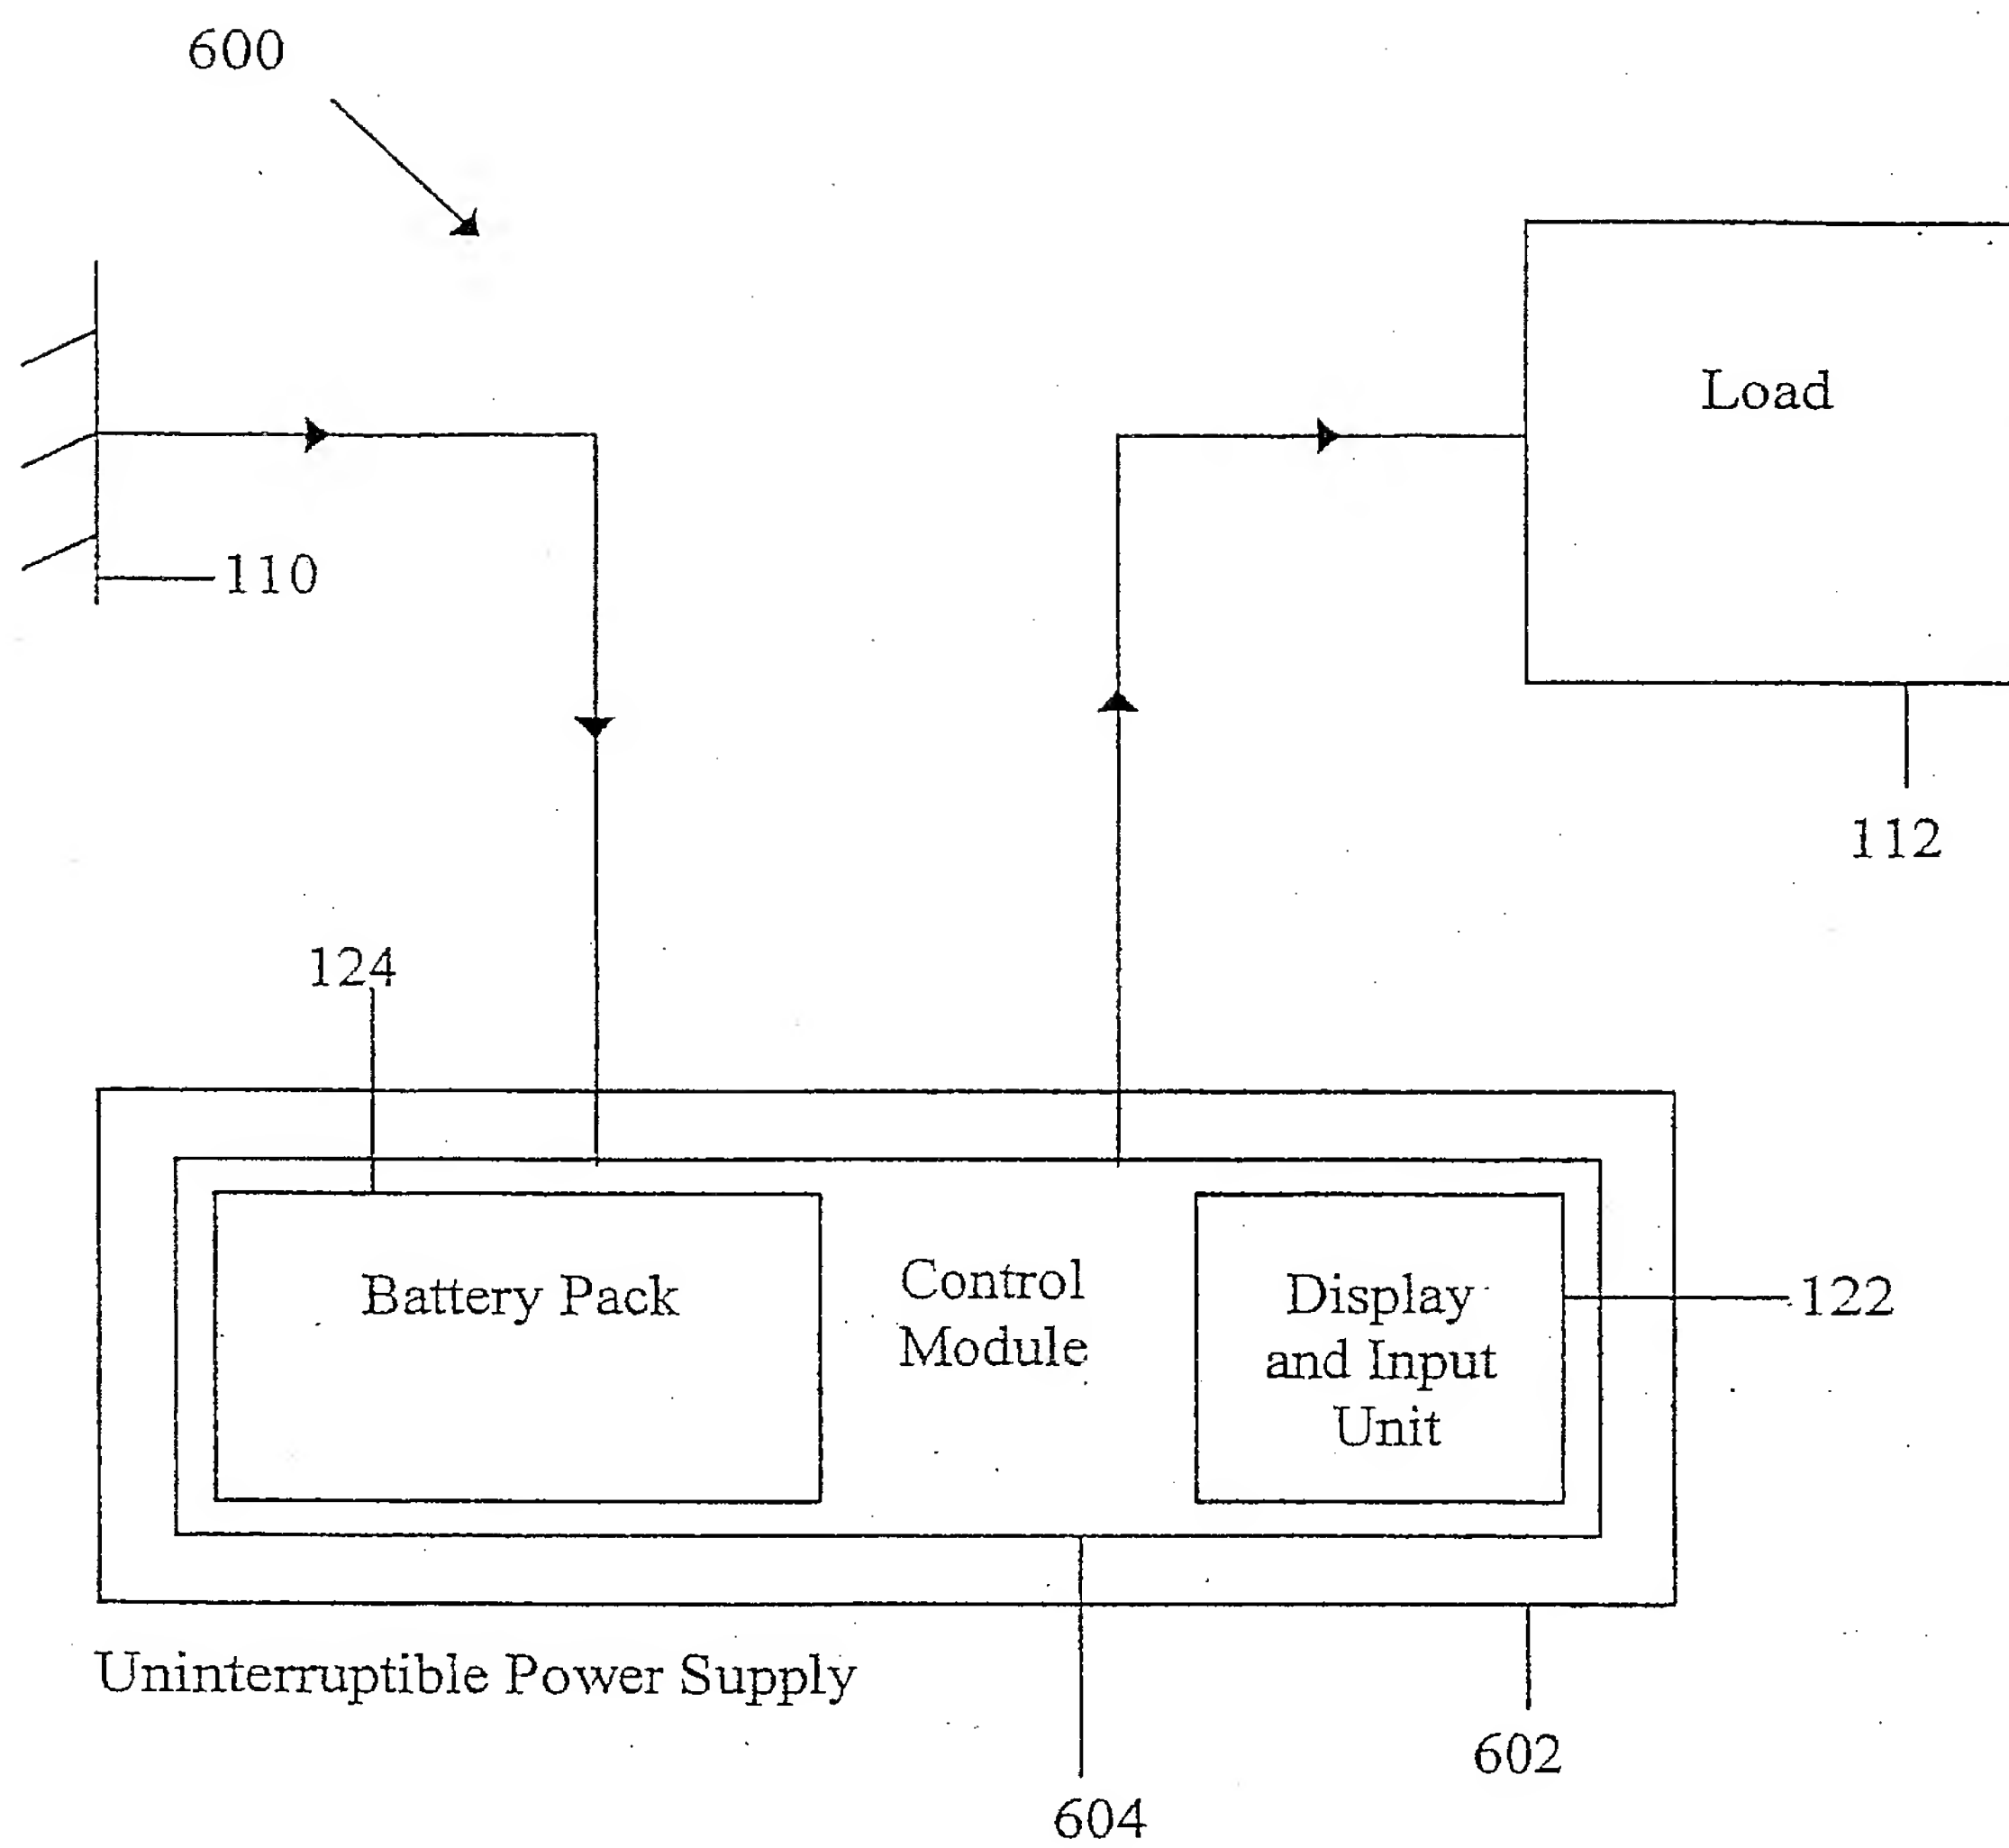 600
Load
110
112
124
Battery Pack
Control
Module
Display
and Input
Unit
122
Uninterruptible Power Supply
602
604